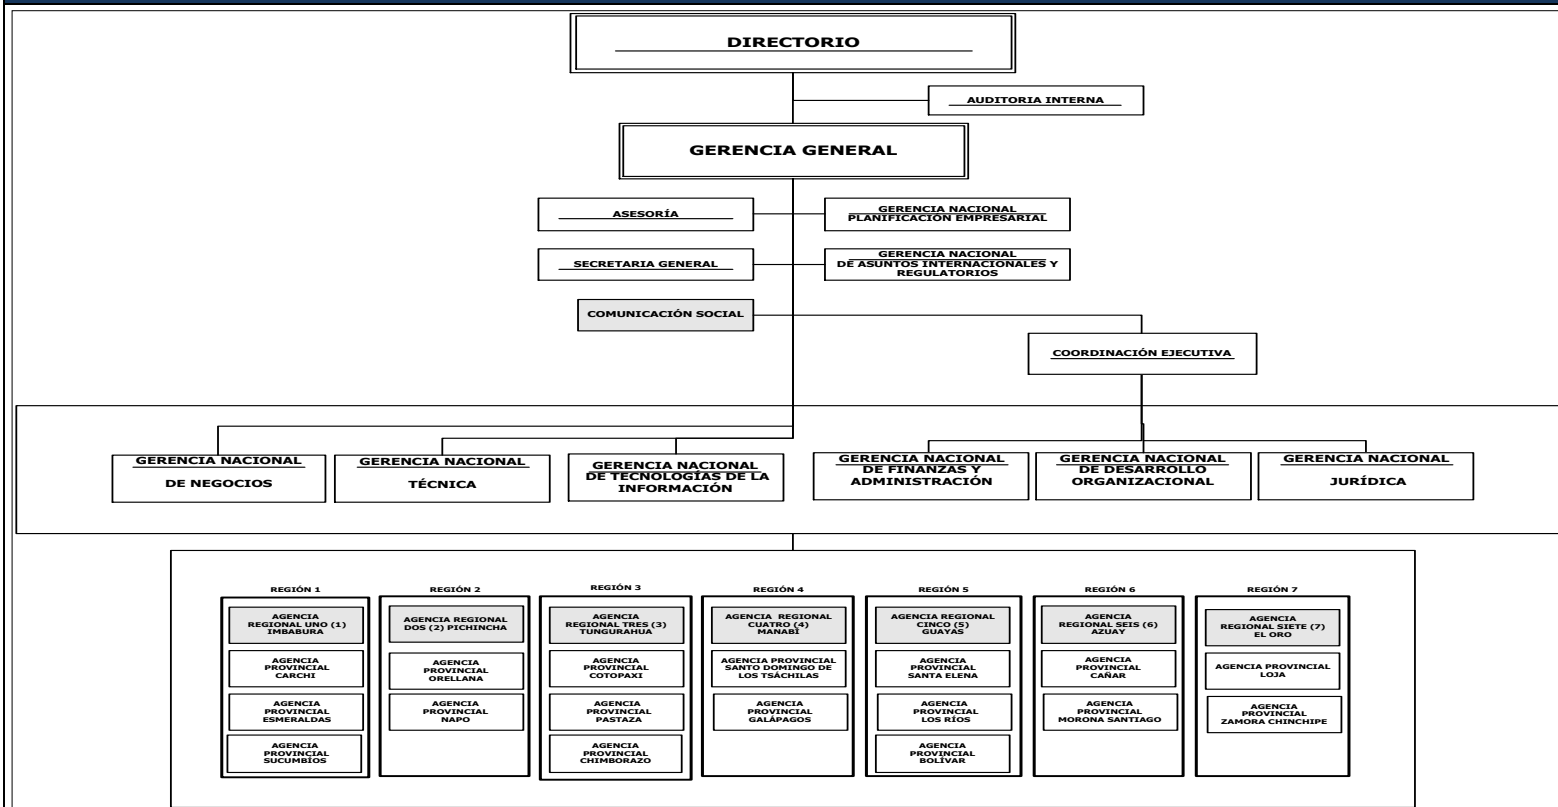 DIRECTORIO
AUDITORIA INTERNA
GERENCIA GENERAL
ASESORÍA
GERENCIA NACIONAL
PLANIFICACIÓN EMPRESARIAL
SECRETARIA GENERAL
GERENCIA NACIONAL
DE ASUNTOS INTERNACIONALES Y
REGULATORIOS
COMUNICACIÓN SOCIAL
COORDINACIÓN EJECUTIVA
GERENCIA NACIONAL
DE NEGOCIOS
GERENCIA NACIONAL
TÉCNICA
GERENCIA NACIONAL
DE TECNOLOGÍAS DE LA
INFORMACIÓN
GERENCIA NACIONAL
DE FINANZAS Y
ADMINISTRACIÓN
GERENCIA NACIONAL
DE DESARROLLO
ORGANIZACIONAL
GERENCIA NACIONAL
JURÍDICA
REGIÓN 1
AGENCIA
REGIONAL UNO (1)
IMBABURA
AGENCIA
PROVINCIAL
CARCHI
AGENCIA
PROVINCIAL
ESMERALDAS
AGENCIA
PROVINCIAL
SUCUMBÍOS
REGIÓN 2
AGENCIA REGIONAL
DOS (2) PICHINCHA
AGENCIA
PROVINCIAL
ORELLANA
AGENCIA
PROVINCIAL
NAPO
REGIÓN 3
AGENCIA
REGIONAL TRES (3)
TUNGURAHUA
AGENCIA
PROVINCIAL
COTOPAXI
AGENCIA
PROVINCIAL
PASTAZA
AGENCIA
PROVINCIAL
CHIMBORAZO
REGIÓN 4
AGENCIA REGIONAL
CUATRO (4)
MANABÍ
AGENCIA PROVINCIAL
SANTO DOMINGO DE
LOS TSÁCHILAS
AGENCIA
PROVINCIAL
GALÁPAGOS
REGIÓN 5
AGENCIA REGIONAL
CINCO (5)
GUAYAS
AGENCIA
PROVINCIAL
SANTA ELENA
AGENCIA
PROVINCIAL
LOS RÍOS
AGENCIA
PROVINCIAL
BOLÍVAR
REGIÓN 6
AGENCIA
REGIONAL SEIS (6)
AZUAY
AGENCIA
PROVINCIAL
CAÑAR
AGENCIA
PROVINCIAL
MORONA SANTIAGO
REGIÓN 7
AGENCIA
REGIONAL SIETE (7)
EL ORO
AGENCIA PROVINCIAL
LOJA
AGENCIA
PROVINCIAL
ZAMORA CHINCHIPE